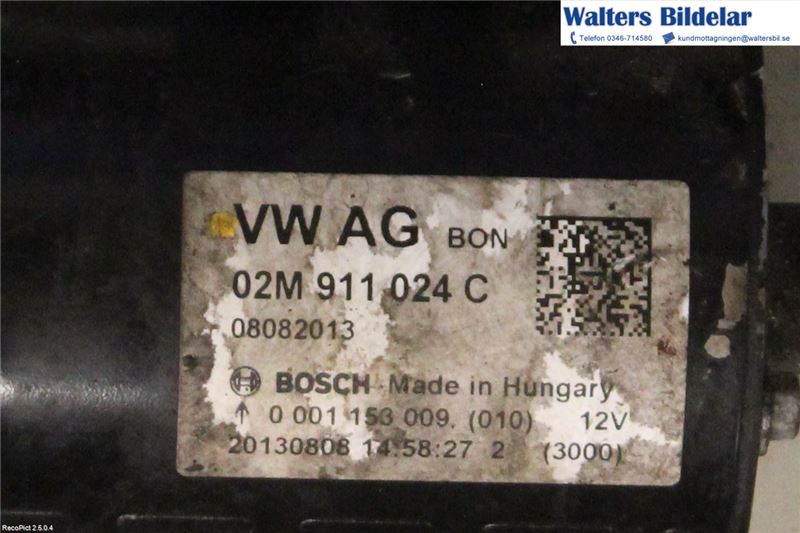 Walters Bildelar
Telefon 0346-714580 kundmottagningen@waltersbil.se
VW AG BON
02M 911 024 C
08082013
BOSCH Made in Hungary
↑ 0 001 153 009. (010) 12V
20130808 14:58:27 2 (3000)
RecoPict 2.5.0.4